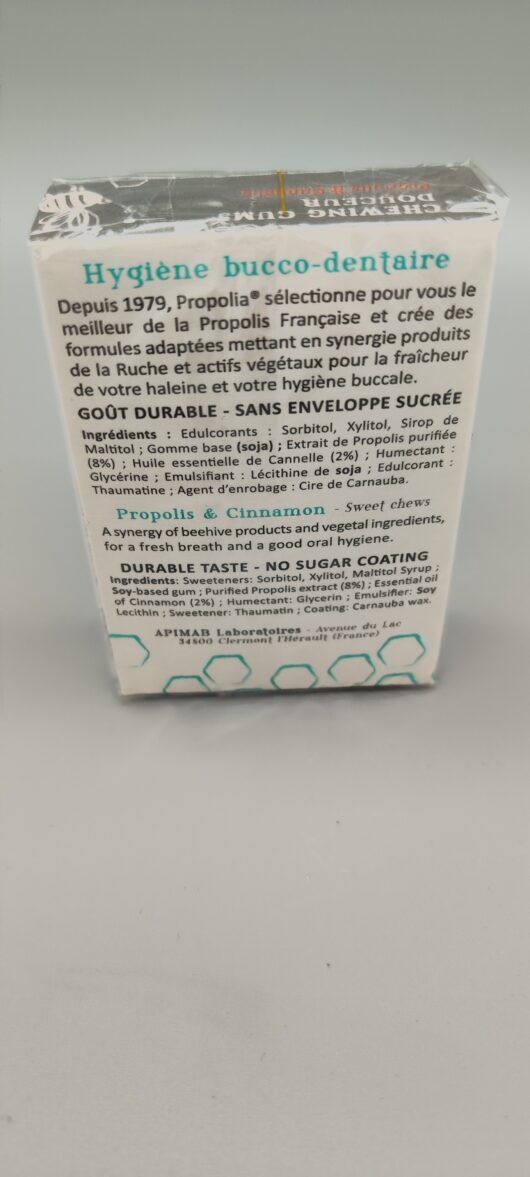 CHEWING GUMS
DOUCEUR
Hygiène bucco-dentaire
Depuis 1979, Propolia® sélectionne pour vous le
meilleur de la Propolis Française et crée des
formules adaptées mettant en synergie produits
de la Ruche et actifs végétaux pour la fraîcheur
de votre haleine et votre hygiène buccale.
GOÛT DURABLE - SANS ENVELOPPE SUCRÉE
Ingrédients : Edulcorants : Sorbitol, Xylitol, Sirop de
Maltitol ; Gomme base (soja) ; Extrait de Propolis purifiée
(8%) ; Huile essentielle de Cannelle (2%) ; Humectant :
Glycérine ; Emulsifiant : Lécithine de soja ; Edulcorant :
Thaumatine ; Agent d'enrobage : Cire de Carnauba.
Propolis & Cinnamon - Sweet chews
A synergy of beehive products and vegetal ingredients,
for a fresh breath and a good oral hygiene.
DURABLE TASTE - NO SUGAR COATING
Ingredients: Sweeteners: Sorbitol, Xylitol, Maltitol Syrup ;
Soy-based gum ; Purified Propolis extract (8%) ; Essential oil
of Cinnamon (2%) ; Humectant: Glycerin ; Emulsifier: Soy
Lecithin ; Sweetener: Thaumatin ; Coating: Carnauba wax.
APIMAB Laboratoires - Avenue du Lac
34800 Clermont l'Hérault (France)